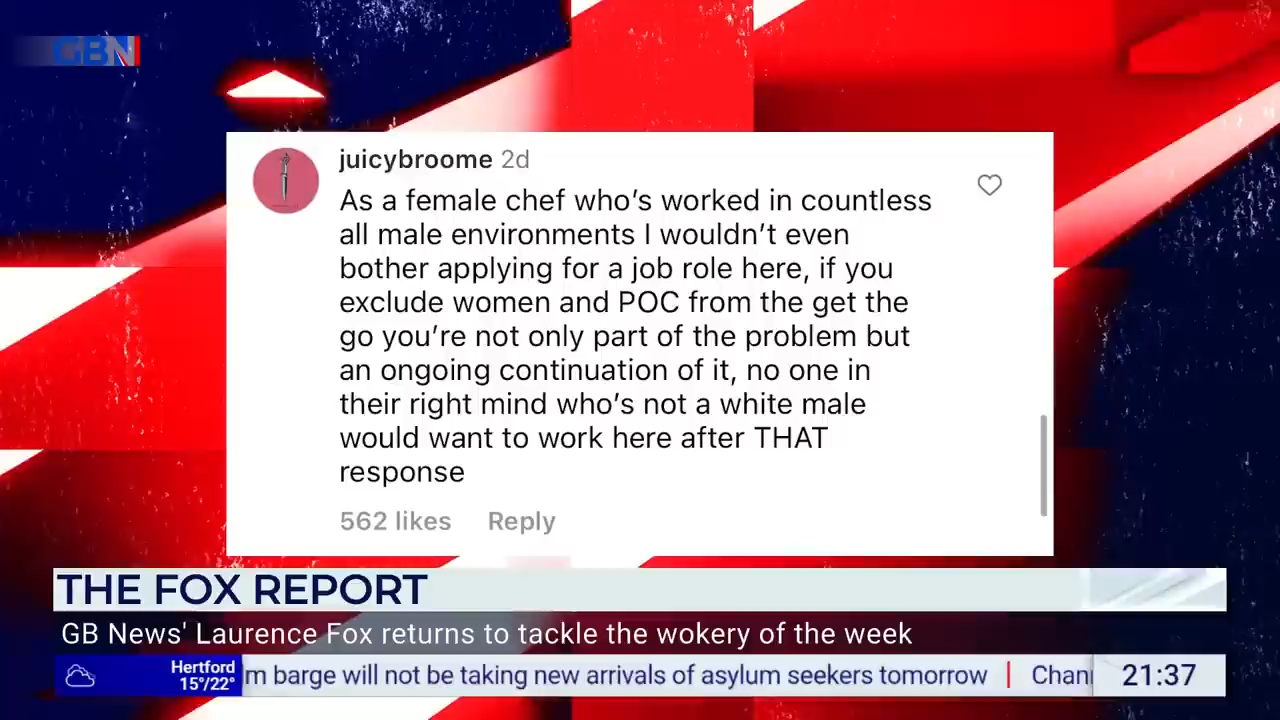 GBN
juicybroome 2d
As a female chef who's worked in countless
all male environments I wouldn't even
bother applying for a job role here, if you
exclude women and POC from the get the
go you're not only part of the problem but
an ongoing continuation of it, no one in
their right mind who's not a white male
would want to work here after THAT
response
562 likes Reply
THE FOX REPORT
GB News' Laurence Fox returns to tackle the wokery of the week
Hertford
15°/22°
m barge will not be taking new arrivals of asylum seekers tomorrow | Chan
21:37